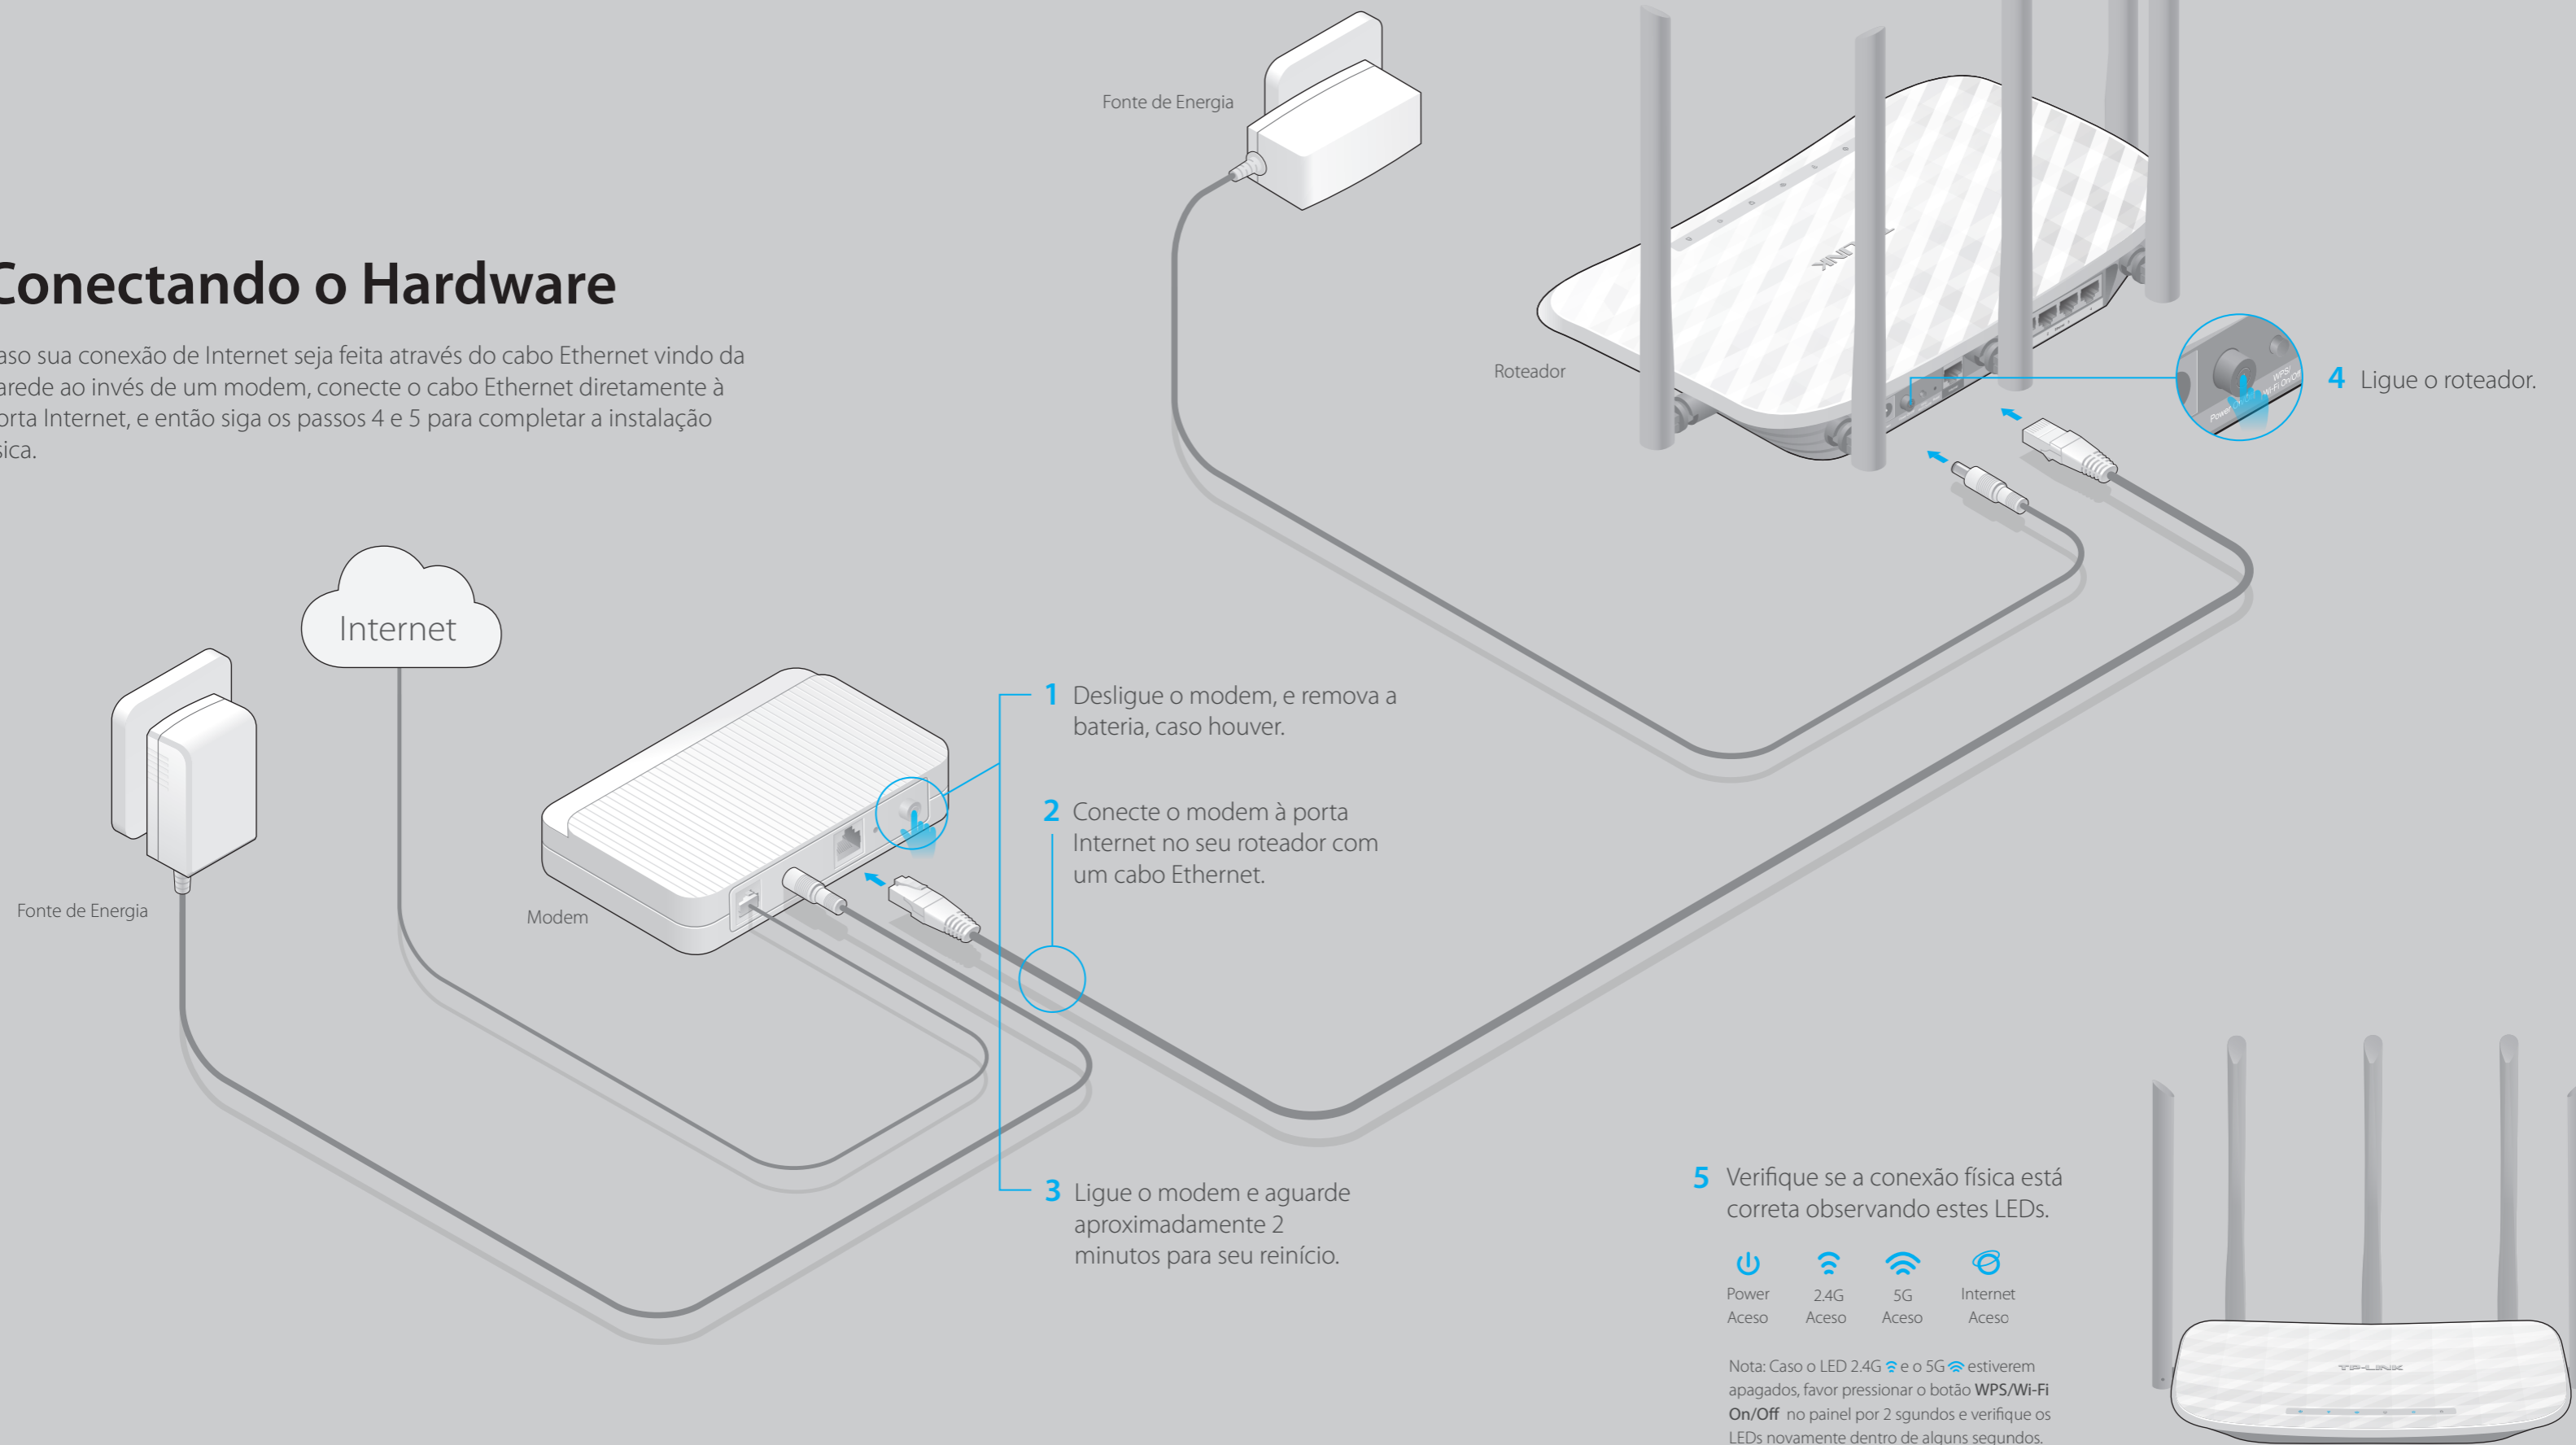 Conectando o Hardware
aso sua conexão de Internet seja feita através do cabo Ethernet vindo da
arede ao invés de um modem, conecte o cabo Ethernet diretamente à
orta Internet, e então siga os passos 4 e 5 para completar a instalação
sica.
Fonte de Energia
Roteador
4 Ligue o roteador.
Internet
Fonte de Energia
Modem
1 Desligue o modem, e remova a
bateria, caso houver.
2 Conecte o modem à porta
Internet no seu roteador com
um cabo Ethernet.
3 Ligue o modem e aguarde
aproximadamente 2
minutos para seu reinício.
5 Verifique se a conexão física está
correta observando estes LEDs.
Power 2.4G 5G Internet
Aceso Aceso Aceso Aceso
Nota: Caso o LED 2.4G e o 5G estiverem
apagados, favor pressionar o botão WPS/Wi-Fi
On/Off no painel por 2 sgundos e verifique os
LEDs novamente dentro de alguns segundos.
TP-LINK